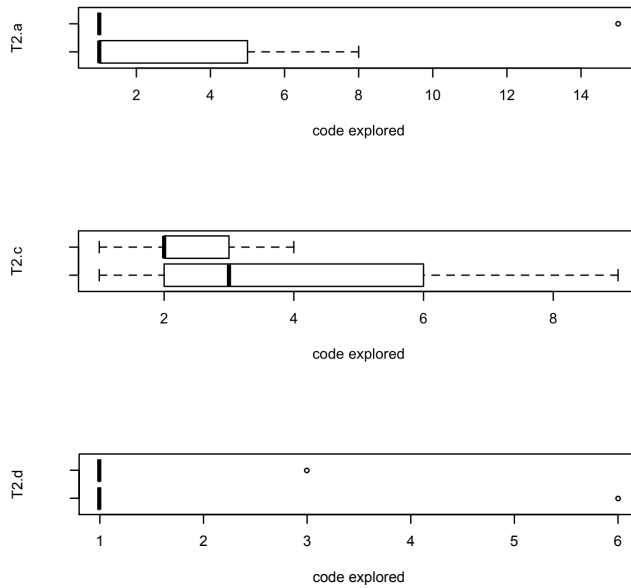 T2.a
2 4 6 8 10 12 14
code explored
T2.c
2 4 6 8
code explored
T2.d
1 2 3 4 5 6
code explored